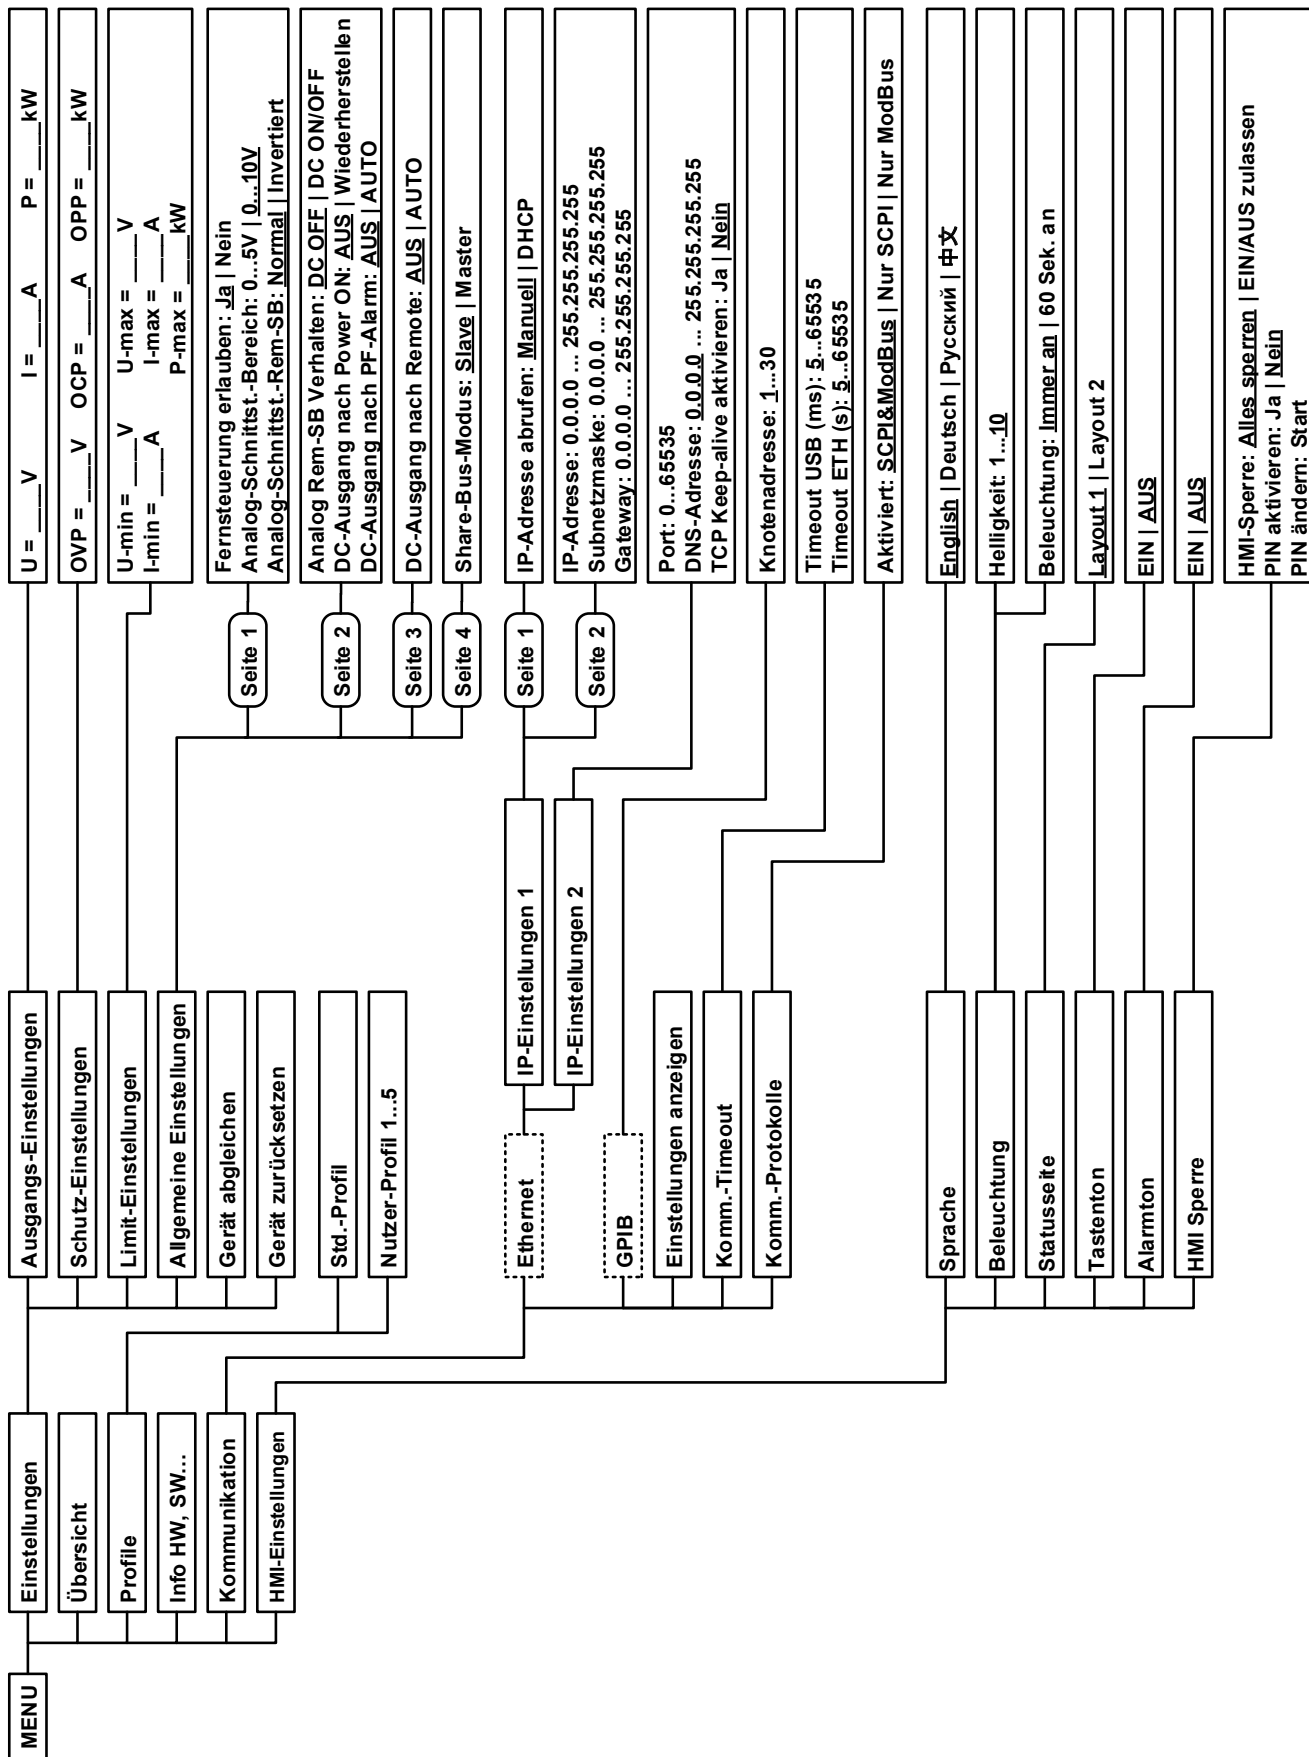 MENU
Einstellungen
Übersicht
Profile
Info HW, SW...
Kommunikation
HMI-Einstellungen
Ausgangs-Einstellungen
Schutz-Einstellungen
Limit-Einstellungen
Allgemeine Einstellungen
Gerät abgleichen
Gerät zurücksetzen
Std.-Profil
Nutzer-Profil 1...5
Ethernet
GPIB
Einstellungen anzeigen
Komm.-Timeout
Komm.-Protokolle
Sprache
Beleuchtung
Statusseite
Tastenton
Alarmton
HMI Sperre
IP-Einstellungen 1
IP-Einstellungen 2
Seite 1
Seite 2
Seite 3
Seite 4
Seite 1
Seite 2
U = ___V I = ___A P = ___kW
OVP = ____V OCP = ____A OPP = ___kW
U-min = ____V U-max = ____V
I-min = ____A I-max = ____A
P-max = ___kW
Fernsteuerung erlauben: Ja | Nein
Analog-Schnittst.-Bereich: 0...5V | 0...10V
Analog-Schnittst.-Rem-SB: Normal | Invertiert
Analog Rem-SB Verhalten: DC OFF | DC ON/OFF
DC-Ausgang nach Power ON: AUS | Wiederherstellen
DC-Ausgang nach PF-Alarm: AUS | AUTO
DC-Ausgang nach Remote: AUS | AUTO
Share-Bus-Modus: Slave | Master
IP-Adresse abrufen: Manuell | DHCP
IP-Adresse: 0.0.0.0 ... 255.255.255.255
Subnetzmaske: 0.0.0.0 ... 255.255.255.255
Gateway: 0.0.0.0 ... 255.255.255.255
Port: 0...65535
DNS-Adresse: 0.0.0.0 ... 255.255.255.255
TCP Keep-alive aktivieren: Ja | Nein
Knotenadresse: 1...30
Timeout USB (ms): 5...65535
Timeout ETH (s): 5...65535
Aktiviert: SCPI&ModBus | Nur SCPI | Nur ModBus
English | Deutsch | Русский | 中文
Helligkeit: 1...10
Beleuchtung: Immer an | 60 Sek. an
Layout 1 | Layout 2
EIN | AUS
EIN | AUS
HMI-Sperre: Alles sperren | EIN/AUS zulassen
PIN aktivieren: Ja | Nein
PIN ändern: Start